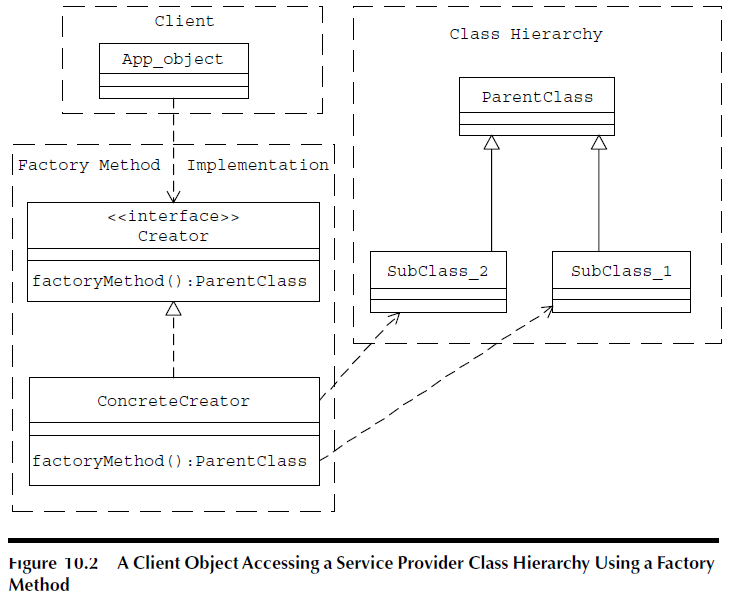 Client
App_object
Class Hierarchy
ParentClass
Factory Method Implementation
<<interface>>
Creator
factoryMethod():ParentClass
SubClass_2
SubClass_1
ConcreteCreator
factoryMethod():ParentClass
Figure 10.2 A Client Object Accessing a Service Provider Class Hierarchy Using a Factory
Method